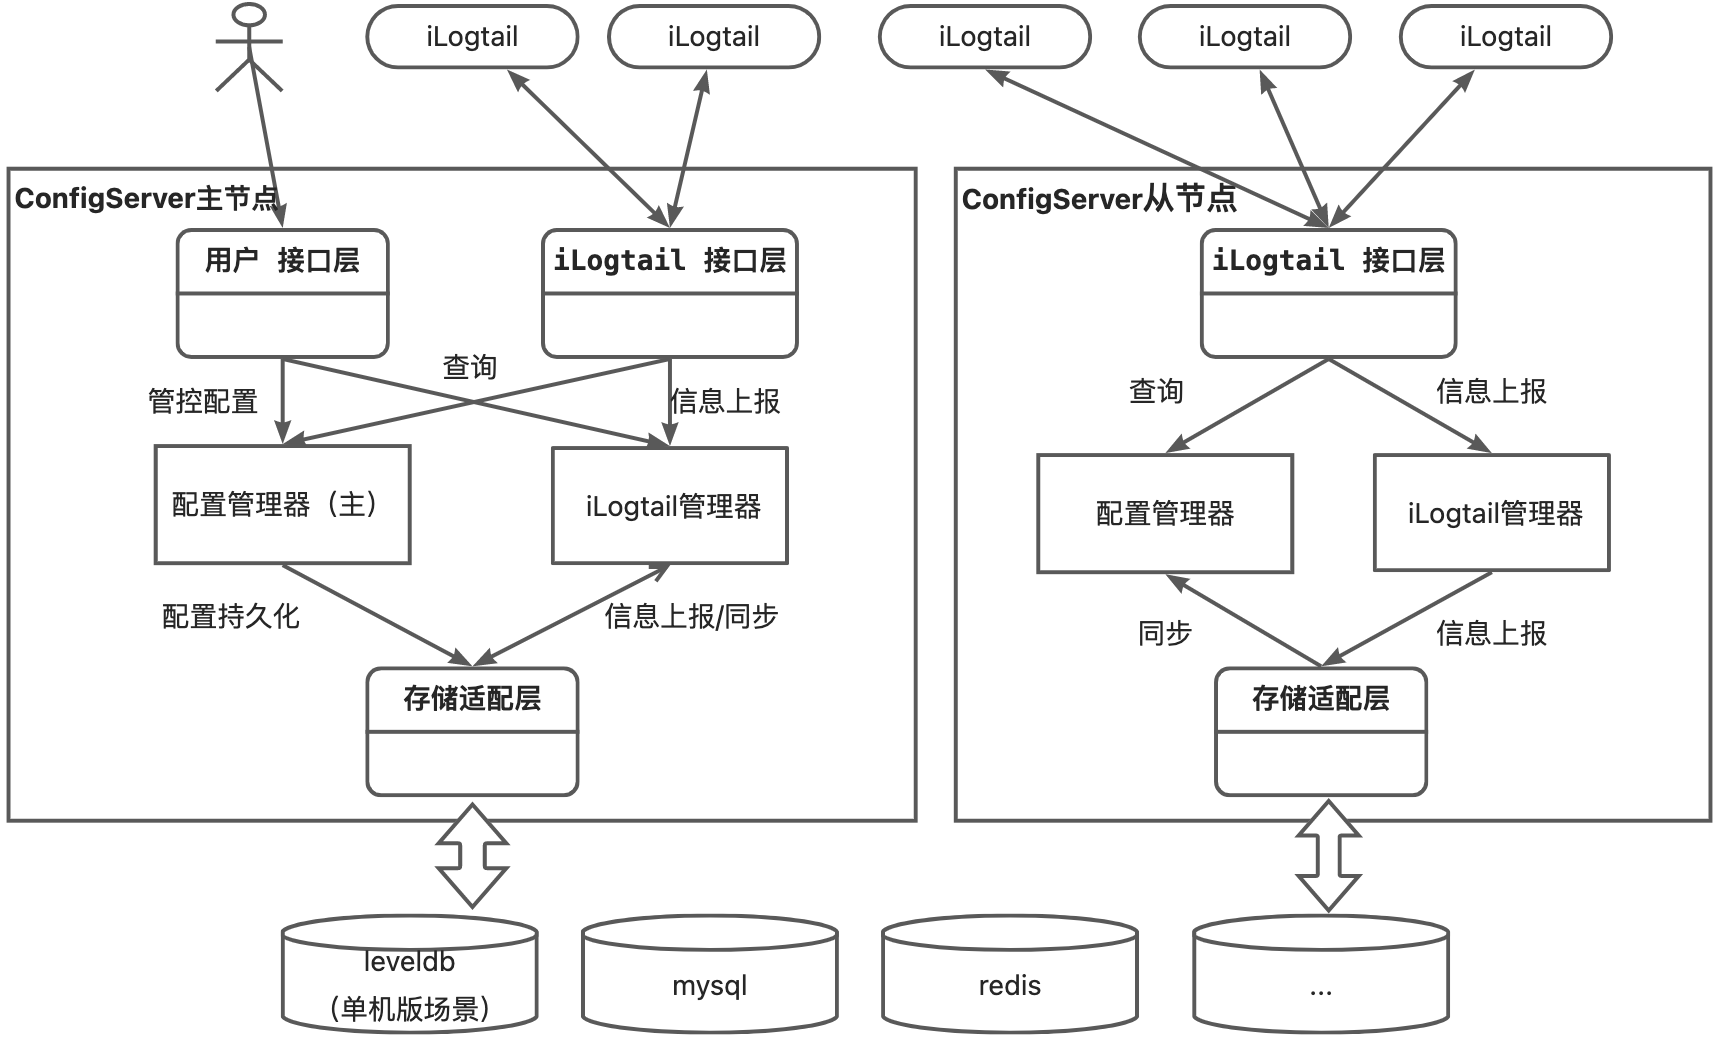 iLogtail
iLogtail
iLogtail
iLogtail
iLogtail
ConfigServer主节点
用户 接口层
iLogtail 接口层
查询
管控配置
信息上报
配置管理器（主）
iLogtail管理器
配置持久化
信息上报/同步
存储适配层
ConfigServer从节点
iLogtail 接口层
查询
信息上报
配置管理器
iLogtail管理器
同步
信息上报
存储适配层
leveldb
（单机版场景）
mysql
redis
...